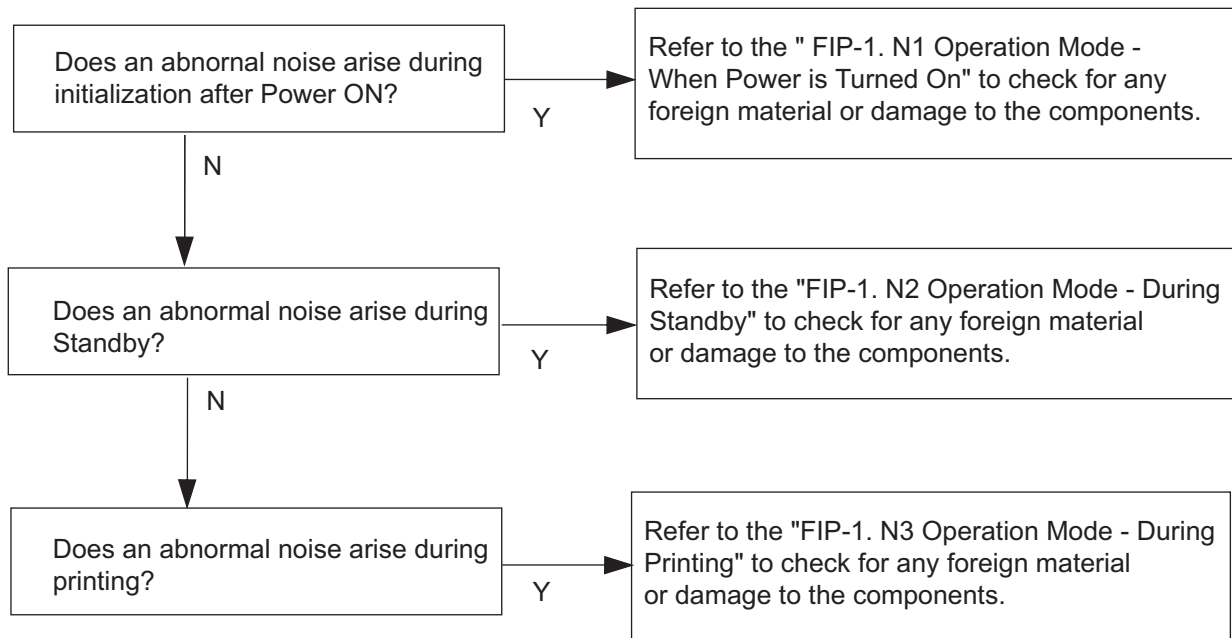 Does an abnornal noise arise during
initialization after Power ON?
Y
Refer to the " FIP-1. N1 Operation Mode -
When Power is Turned On" to check for any
foreign material or damage to the components.
N
Does an abnormal noise arise during
Standby?
Y
Refer to the "FIP-1. N2 Operation Mode - During
Standby" to check for any foreign material
or damage to the components.
N
Does an abnormal noise arise during
printing?
Y
Refer to the "FIP-1. N3 Operation Mode - During
Printing" to check for any foreign material
or damage to the components.